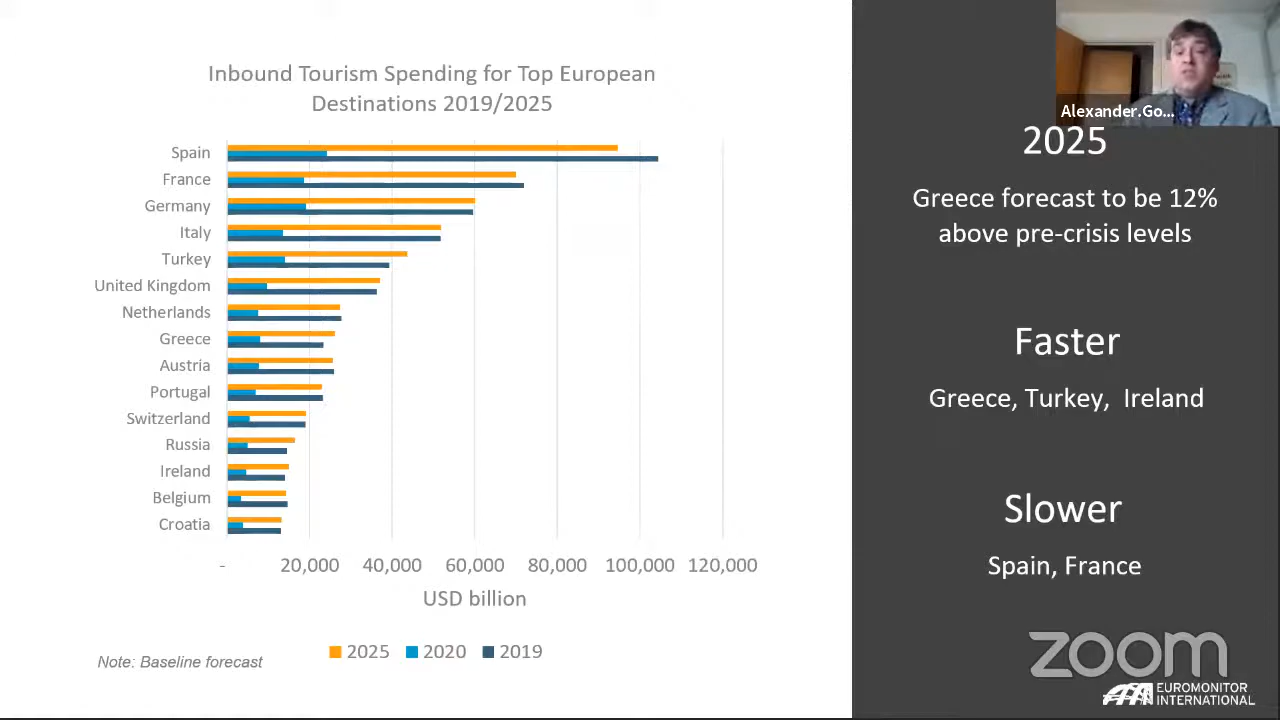 Inbound Tourism Spending for Top European
Destinations 2019/2025
Spain
France
Germany
Italy
Turkey
United Kingdom
Netherlands
Greece
Austria
Portugal
Switzerland
Russia
Ireland
Belgium
Croatia
- 20,000 40,000 60,000 80,000 100,000 120,000
USD billion
2025 2020 2019
Note: Baseline forecast
Alexander.Go...
2025
Greece forecast to be 12%
above pre-crisis levels
Faster
Greece, Turkey, Ireland
Slower
Spain, France
zoom
EUROMONITOR
INTERNATIONAL